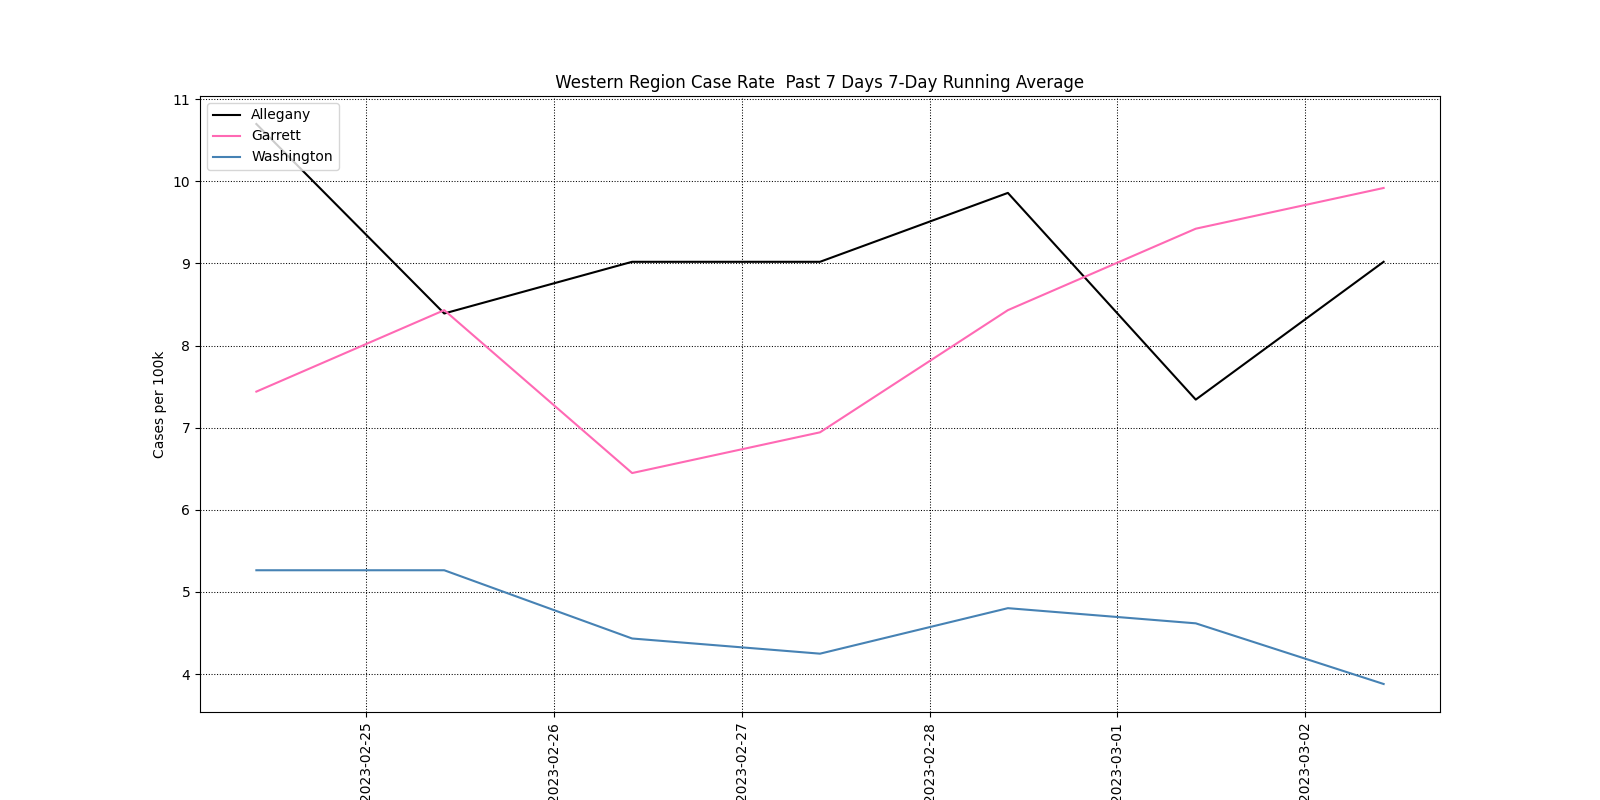 Western Region Case Rate  Past 7 Days 7-Day Running Average
Allegany
Garrett
Washington
Cases per 100k
11
10
9
8
7
6
5
4
2023-02-25
2023-02-26
2023-02-27
2023-02-28
2023-03-01
2023-03-02